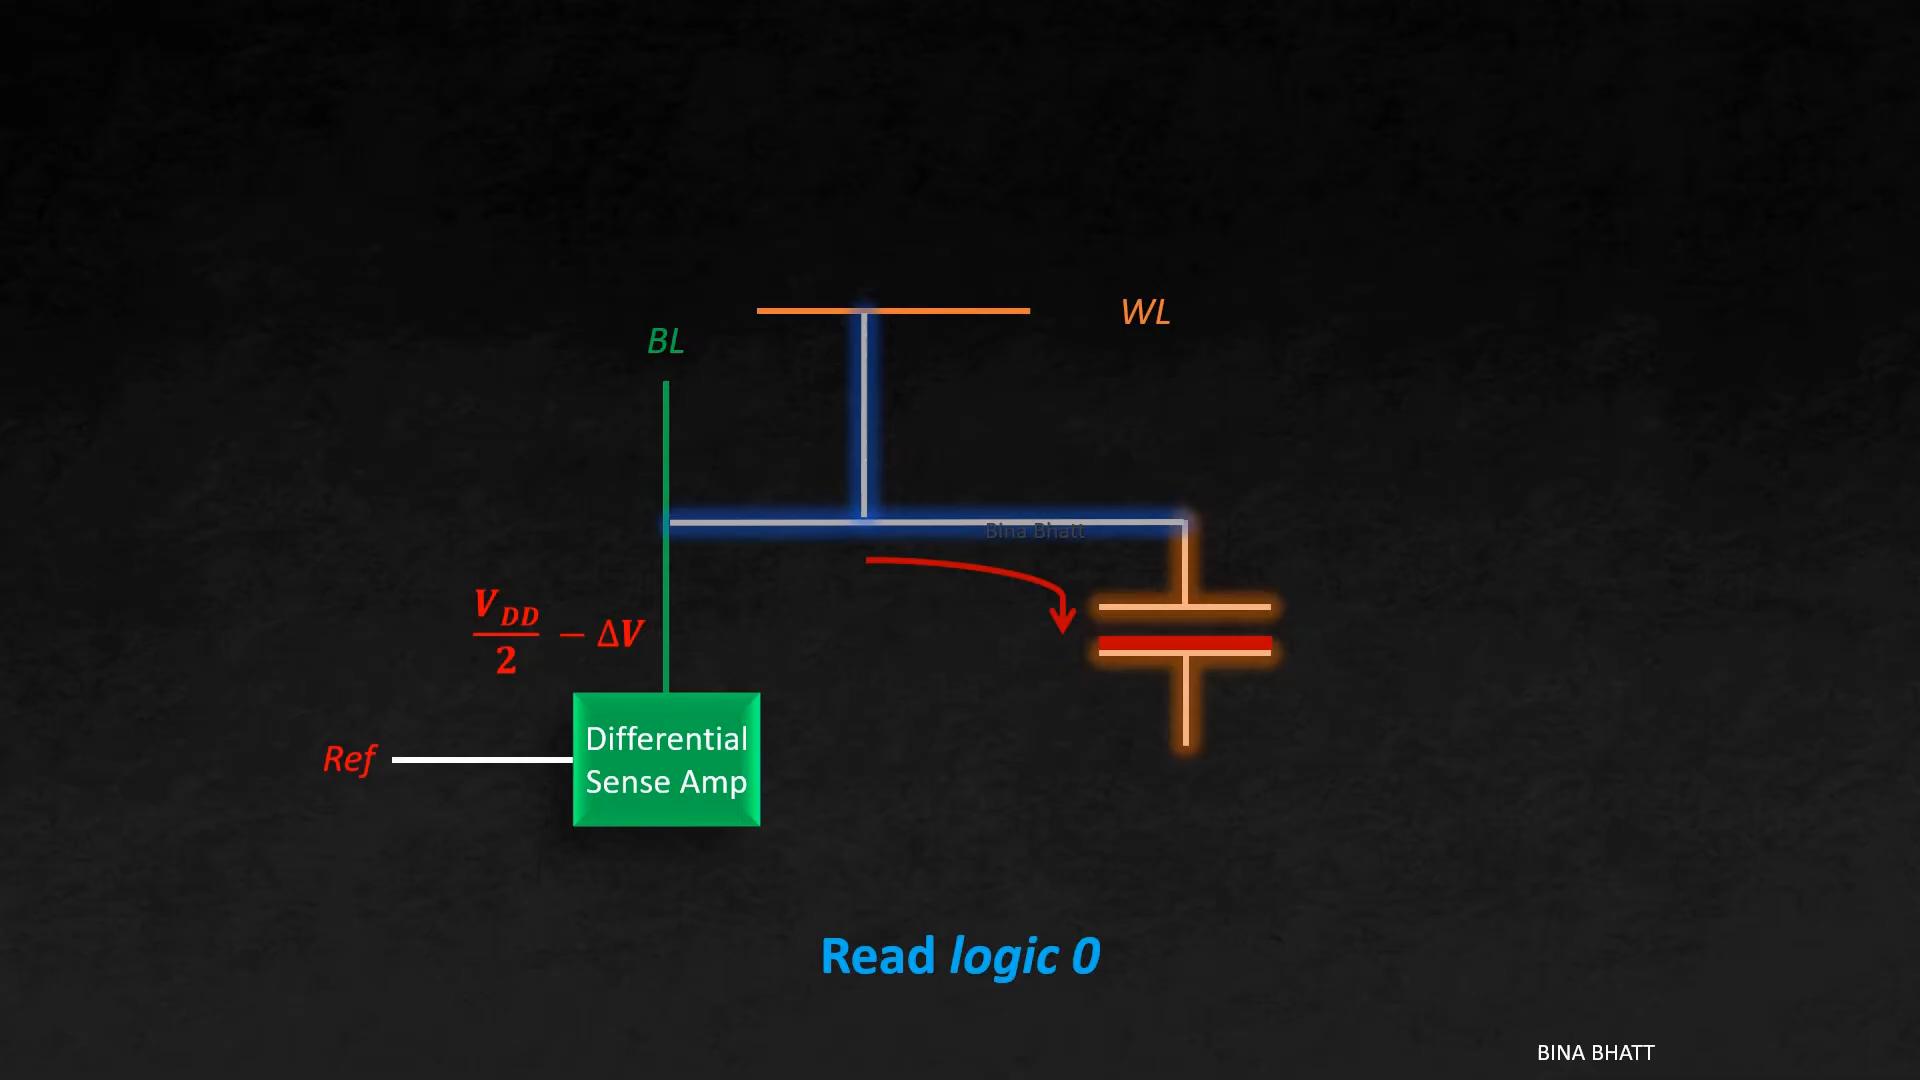 WL
BL
Bina Bhatt
V_DD/2 − ΔV
Ref
Differential
Sense Amp
Read logic 0
BINA BHATT